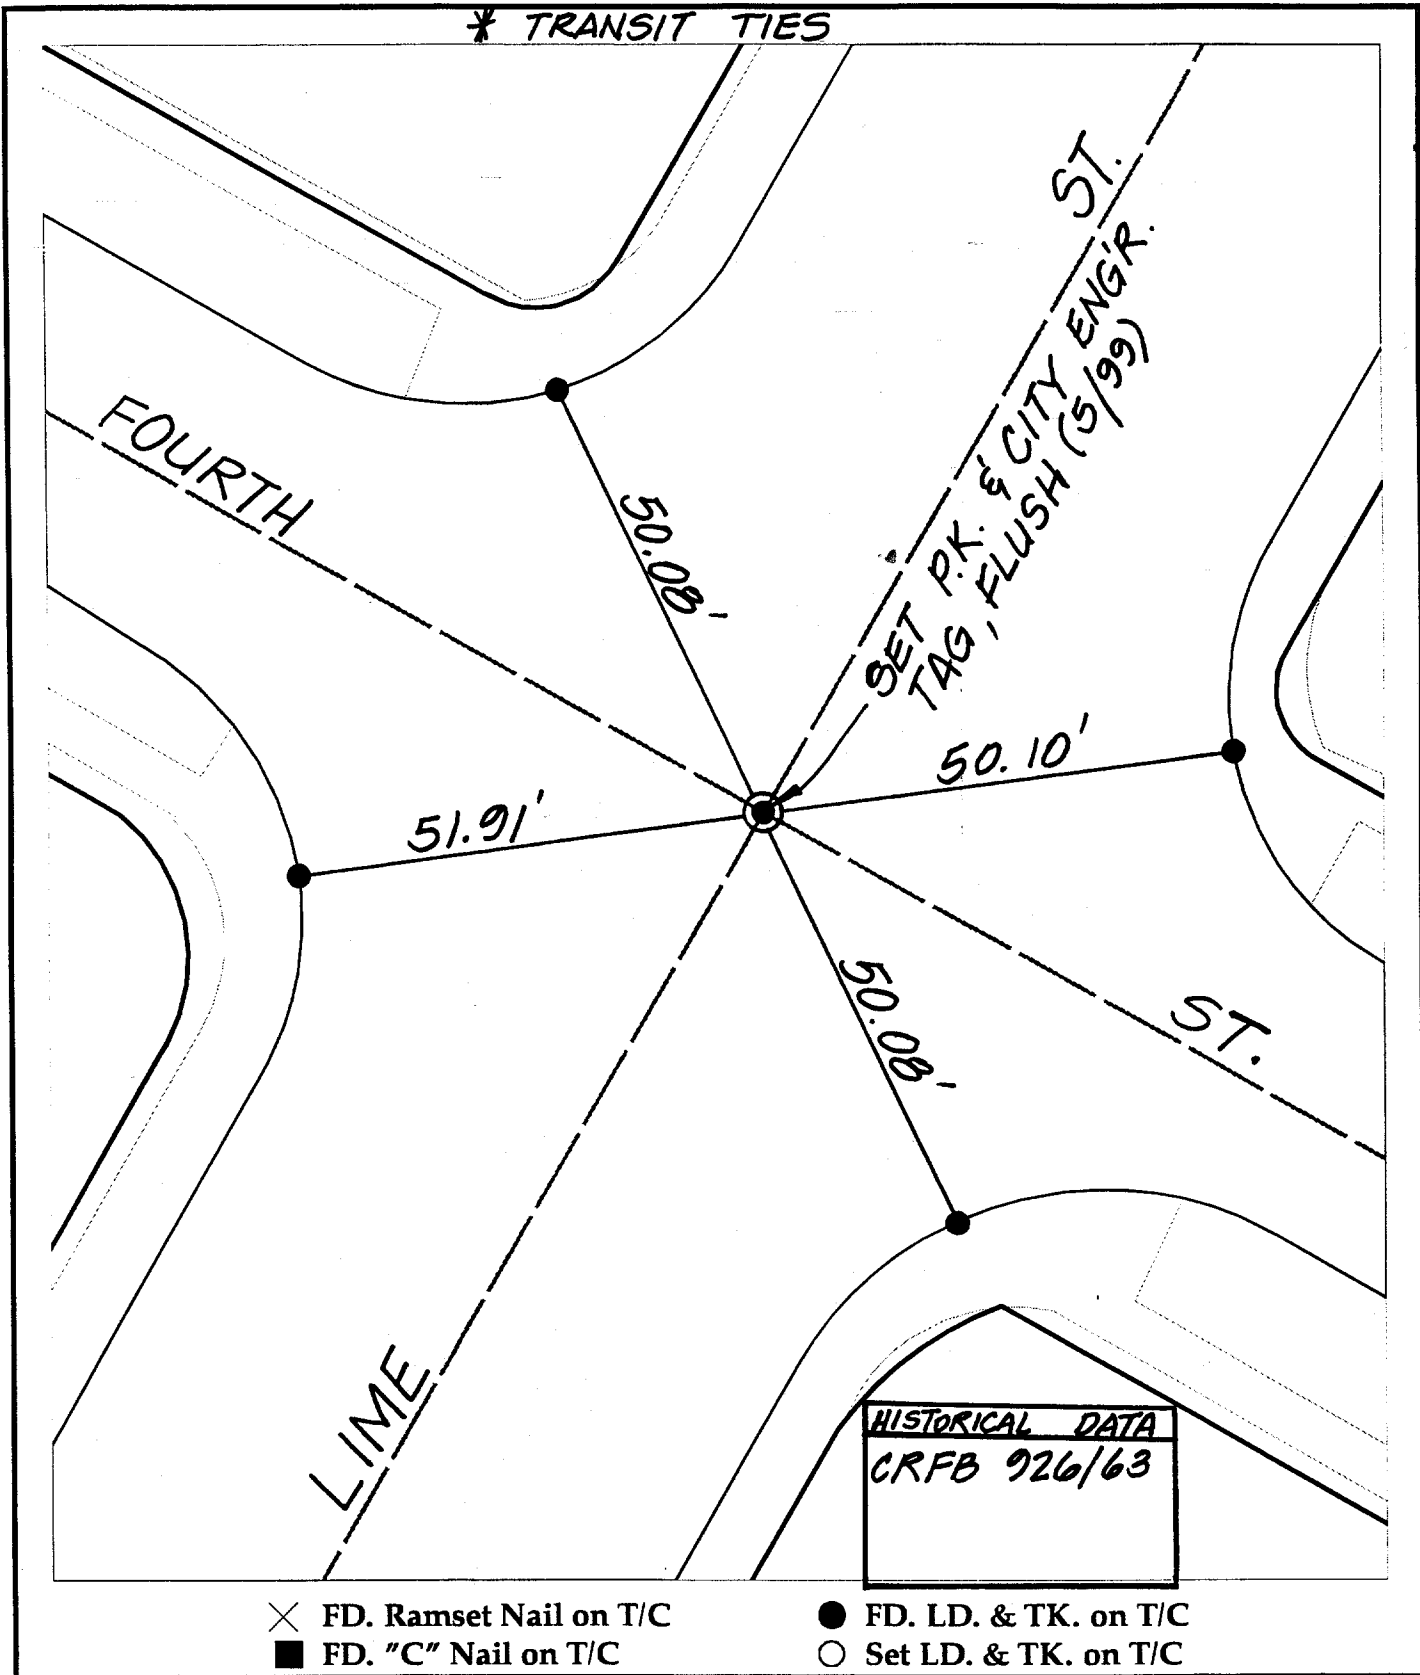 * TRANSIT TIES
ST.
SET P.K. & CITY ENG'R.
TAG, FLUSH (5/99)
FOURTH
50.08'
50.10'
51.91'
50.08'
ST.
LIME
HISTORICAL DATA
CRFB 926/63
FD. Ramset Nail on T/C
FD. "C" Nail on T/C
FD. LD. & TK. on T/C
Set LD. & TK. on T/C